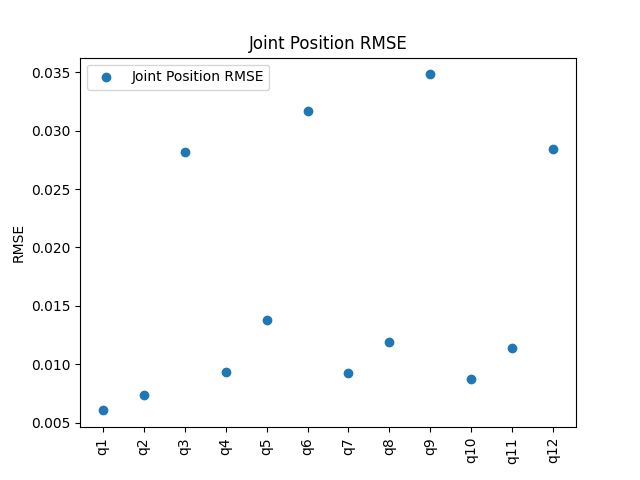 Joint Position RMSE
Joint Position RMSE
0.035
0.030
0.025
0.020
0.015
0.010
0.005
RMSE
q1
q2
q3
q4
q5
q6
q7
q8
q9
q10
q11
q12